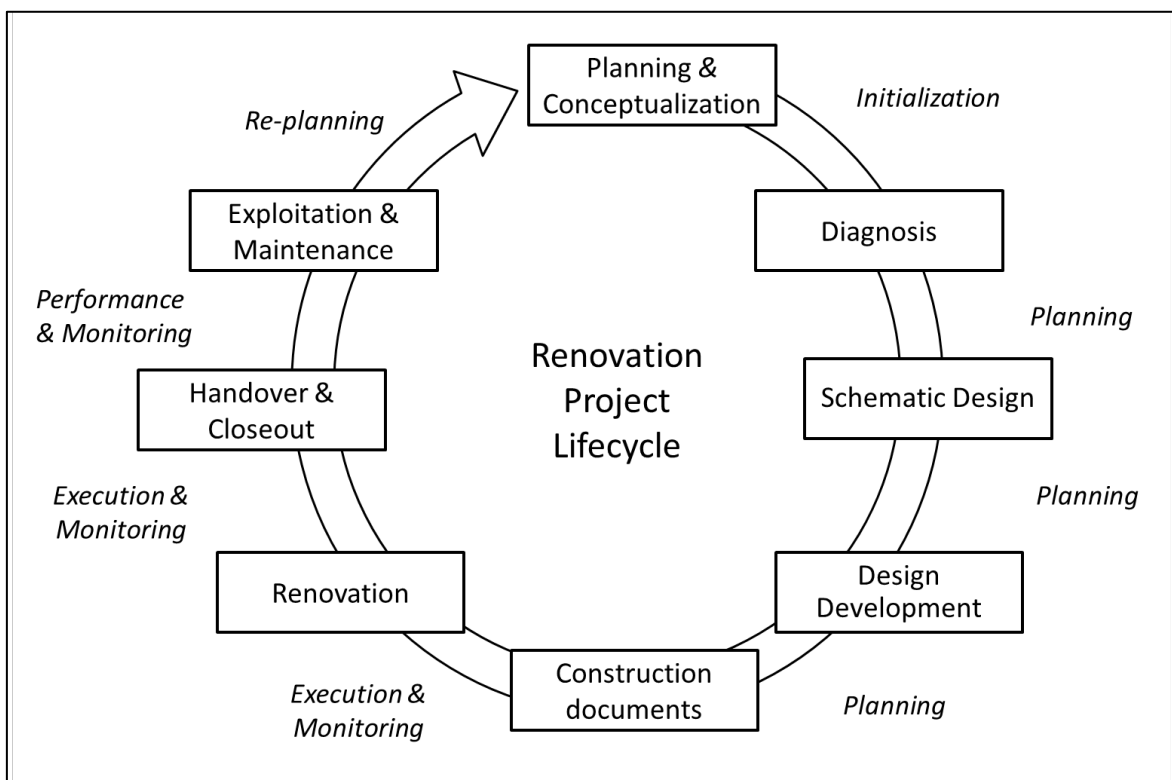 Planning &
Conceptualization
Initialization
Re-planning
Exploitation &
Maintenance
Diagnosis
Performance
& Monitoring
Planning
Renovation
Project
Lifecycle
Handover &
Closeout
Schematic Design
Execution &
Monitoring
Planning
Renovation
Design
Development
Construction
documents
Execution &
Monitoring
Planning